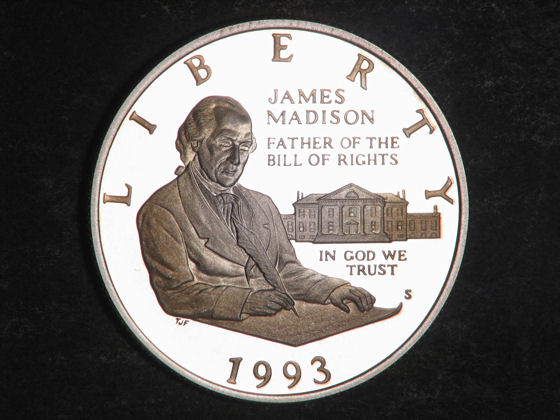 LIBERTY
JAMES
MADISON
FATHER OF THE
BILL OF RIGHTS
IN GOD WE
TRUST
S
TJF
1993